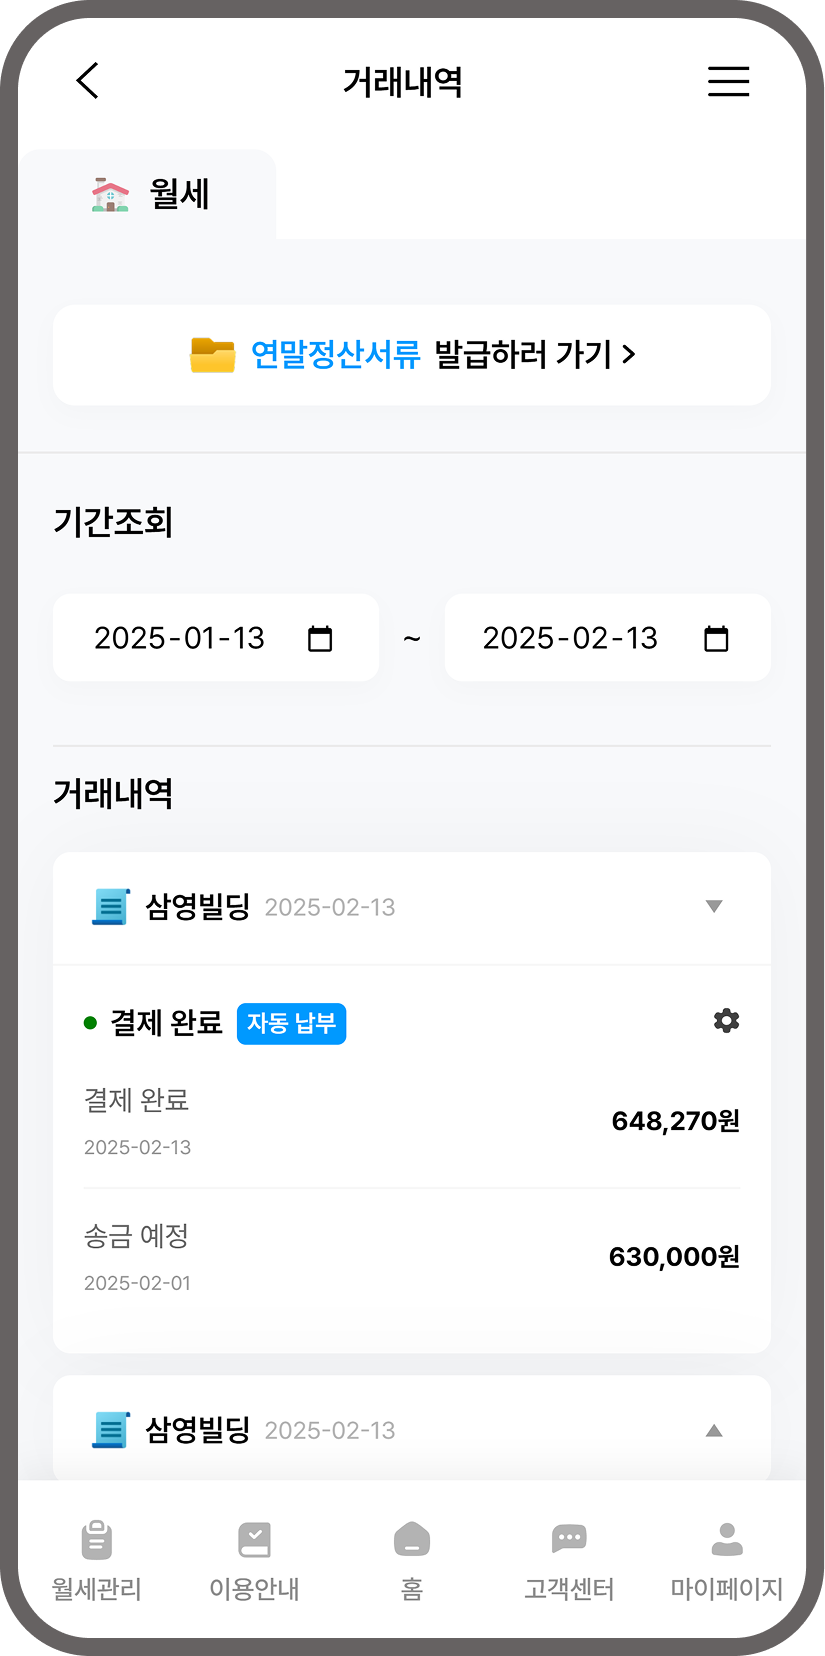 거래내역
월세
연말정산서류 발급하러 가기 >
기간조회
2025-01-13 ~ 2025-02-13
거래내역
삼영빌딩 2025-02-13 ▼
결제 완료 자동 납부
결제 완료
648,270원
2025-02-13
송금 예정
630,000원
2025-02-01
삼영빌딩 2025-02-13 ▲
월세관리 이용안내 홈 고객센터 마이페이지